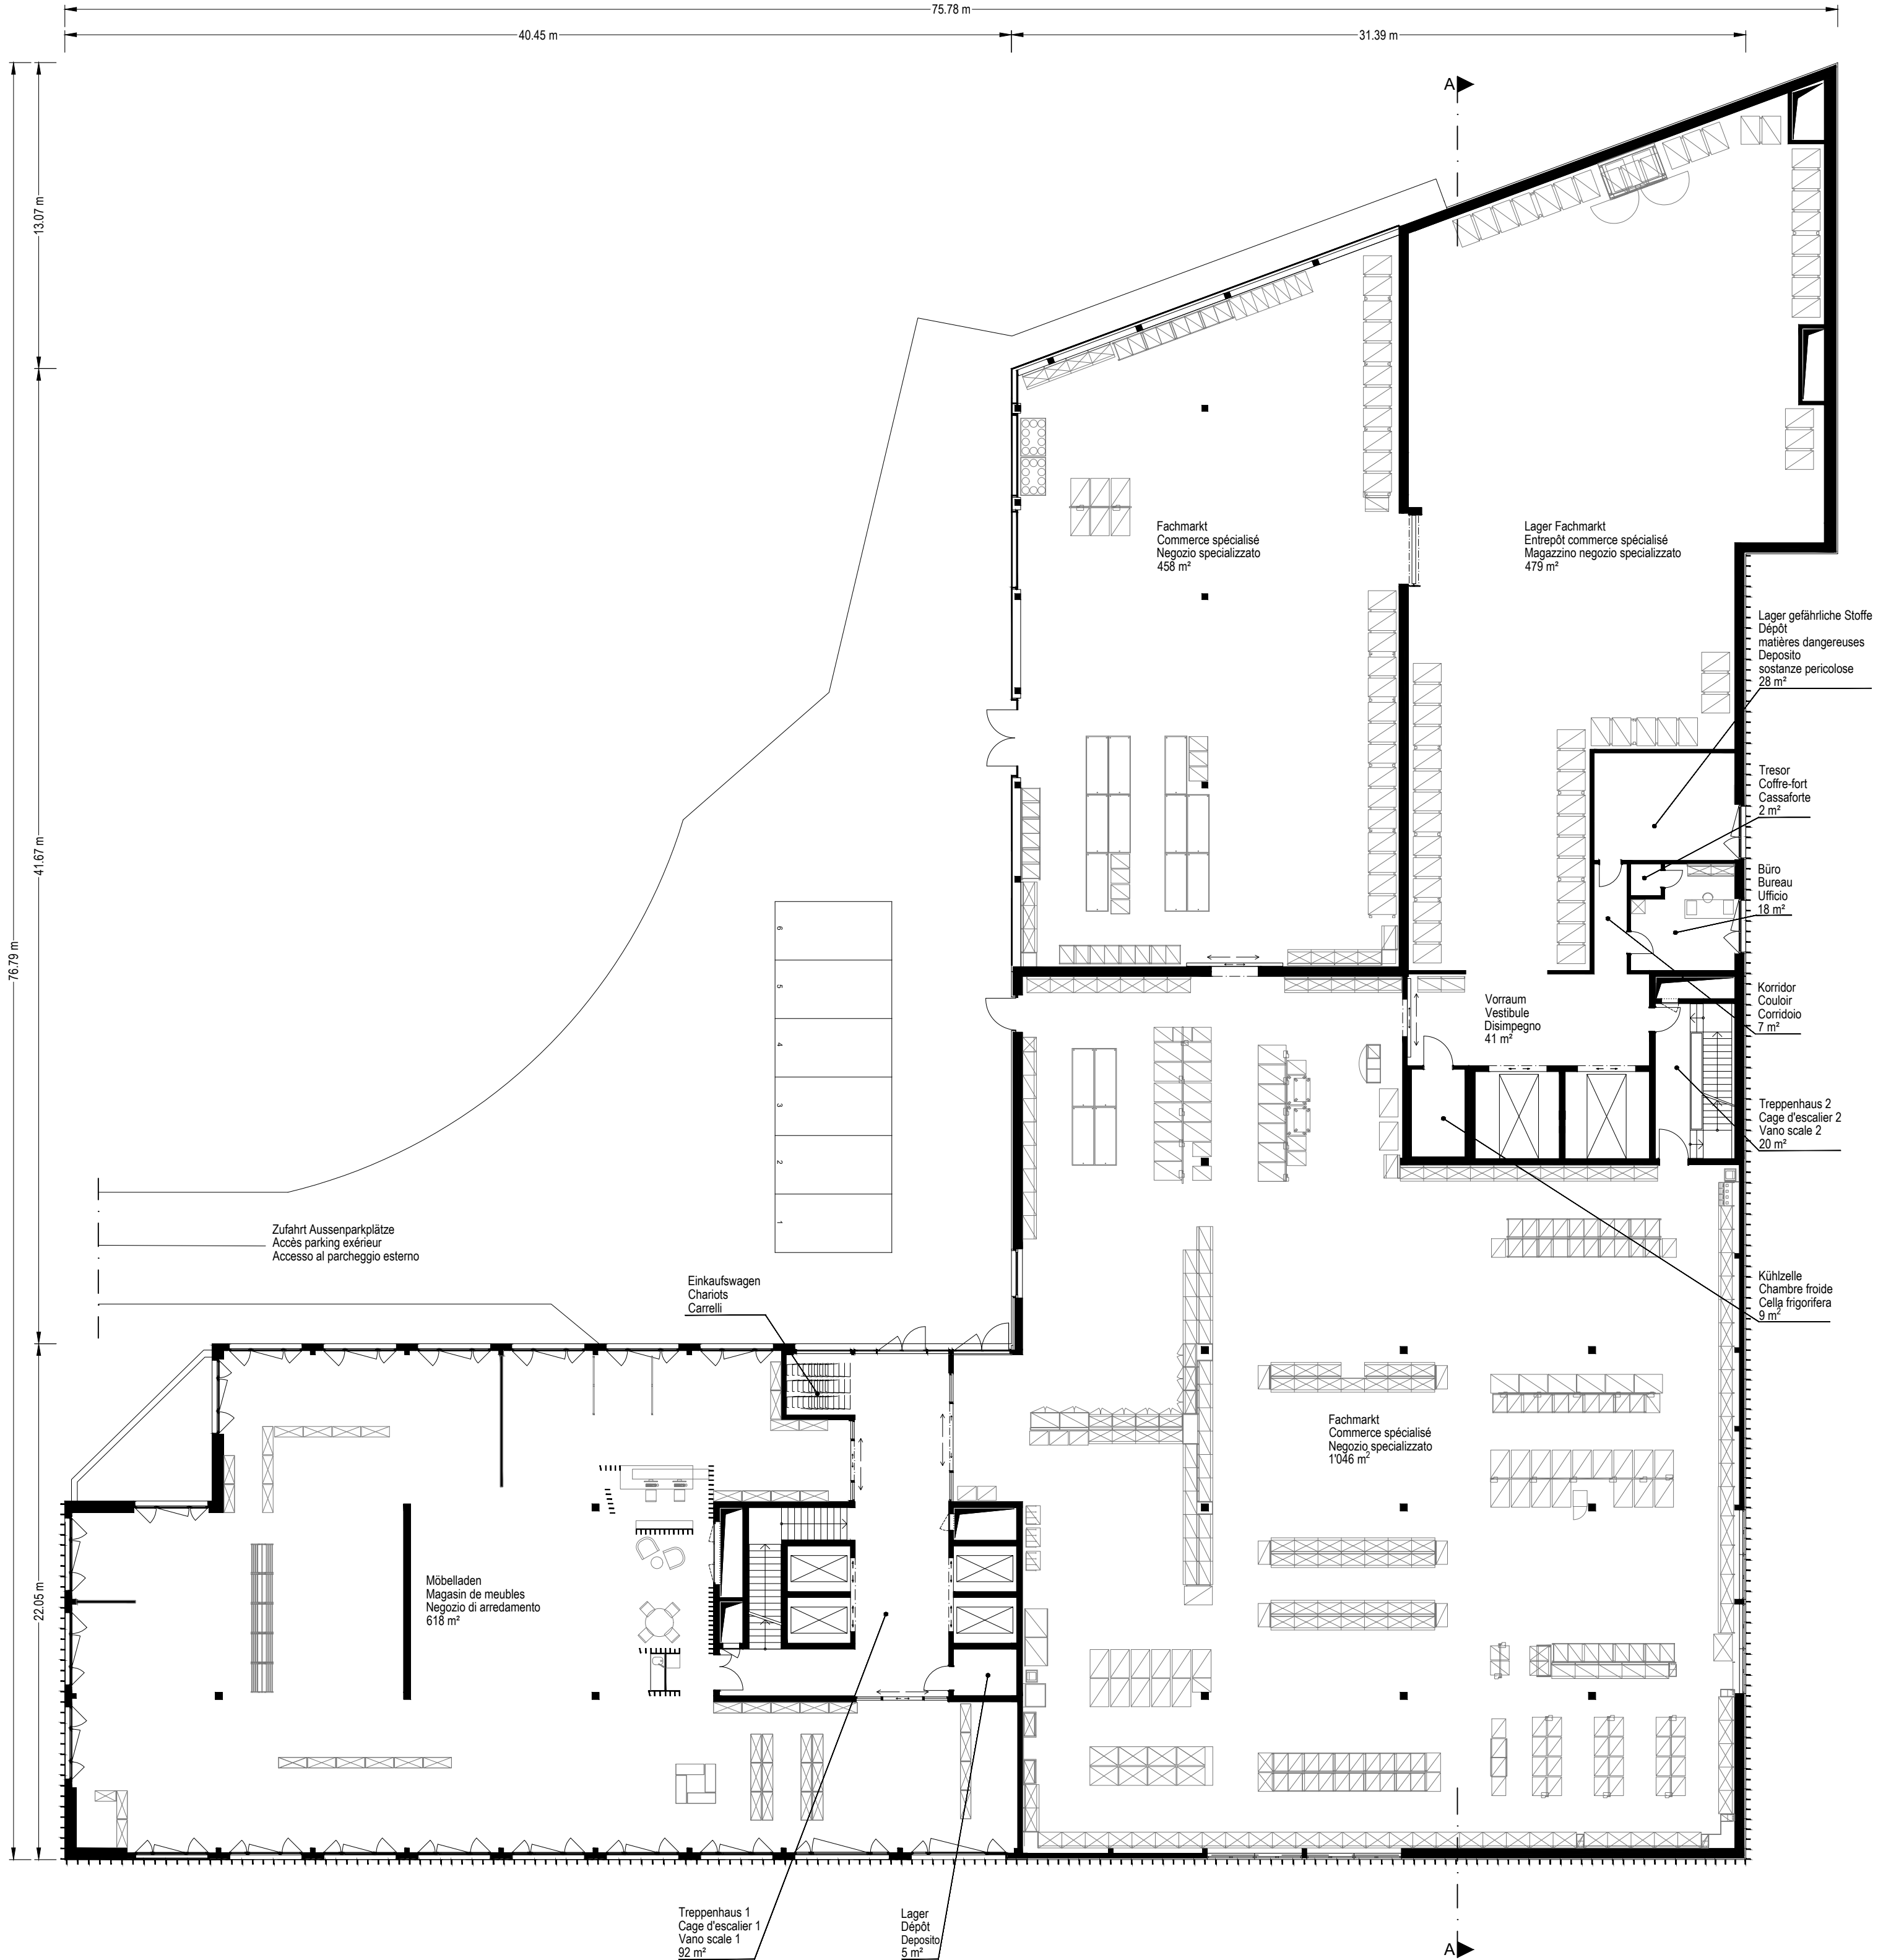 75.78 m
40.45 m
31.39 m
A
13.07 m
76.79 m
41.67 m
22.05 m
Fachmarkt
Commerce spécialisé
Negozio specializzato
458 m²
Lager Fachmarkt
Entrepôt commerce spécialisé
Magazzino negozio specializzato
479 m²
Lager gefährliche Stoffe
Dépôt
matières dangereuses
Deposito
sostanze pericolose
28 m²
Tresor
Coffre-fort
Cassaforte
2 m²
Büro
Bureau
Ufficio
18 m²
Korridor
Couloir
Corridoio
7 m²
Vorraum
Vestibule
Disimpegno
41 m²
Treppenhaus 2
Cage d'escalier 2
Vano scale 2
20 m²
Kühlzelle
Chambre froide
Cella frigorifera
9 m²
6
5
4
3
2
1
Zufahrt Aussenparkplätze
Accès parking exérieur
Accesso al parcheggio esterno
Einkaufswagen
Chariots
Carrelli
Fachmarkt
Commerce spécialisé
Negozio specializzato
1'046 m²
Möbelladen
Magasin de meubles
Negozio di arredamento
618 m²
Treppenhaus 1
Cage d'escalier 1
Vano scale 1
92 m²
Lager
Dépôt
Deposito
5 m²
A